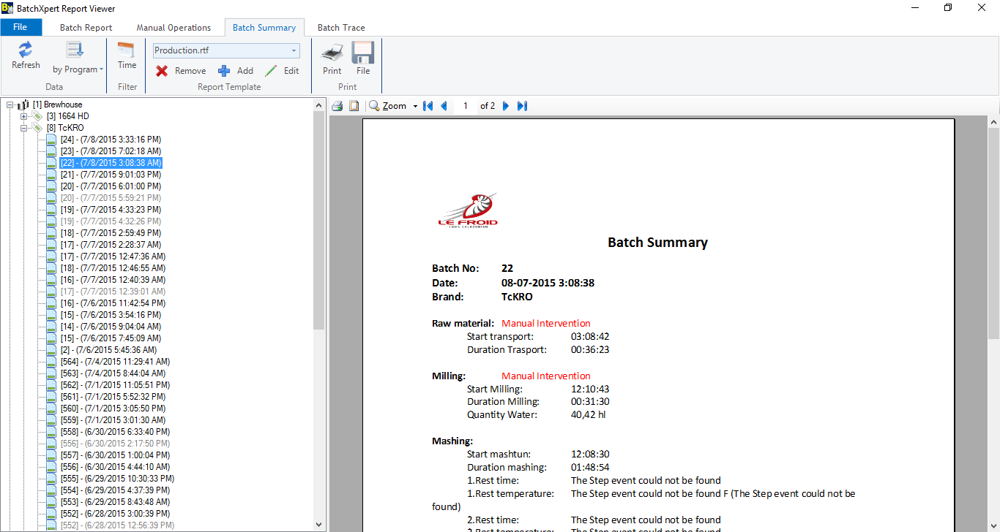 BatchXpert Report Viewer
File Batch Report Manual Operations Batch Summary Batch Trace
Refresh by Program Time Production.rtf Print File
Remove Add Edit
Data Filter Report Template Print
[1] Brewhouse
[3] 1664 HD
[8] TcKRO
[24] - (7/8/2015 3:33:16 PM)
[23] - (7/8/2015 7:02:18 AM)
[22] - (7/8/2015 3:08:38 AM)
[21] - (7/7/2015 9:01:03 PM)
[20] - (7/7/2015 6:01:00 PM)
[20] - (7/7/2015 5:59:21 PM)
[19] - (7/7/2015 4:33:23 PM)
[19] - (7/7/2015 4:32:26 PM)
[18] - (7/7/2015 2:59:49 PM)
[17] - (7/7/2015 2:28:37 AM)
[17] - (7/7/2015 12:47:36 AM)
[18] - (7/7/2015 12:46:55 AM)
[16] - (7/7/2015 12:40:39 AM)
[17] - (7/7/2015 12:39:01 AM)
[16] - (7/6/2015 11:42:54 PM)
[15] - (7/6/2015 3:54:16 PM)
[14] - (7/6/2015 9:04:04 AM)
[15] - (7/6/2015 7:45:09 AM)
[2] - (7/6/2015 5:45:36 AM)
[564] - (7/4/2015 11:29:41 AM)
[563] - (7/4/2015 8:44:04 AM)
[562] - (7/1/2015 11:05:51 PM)
[561] - (7/1/2015 5:52:32 PM)
[560] - (7/1/2015 3:05:50 PM)
[559] - (7/1/2015 3:01:30 AM)
[558] - (6/30/2015 6:33:40 PM)
[556] - (6/30/2015 2:17:50 PM)
[557] - (6/30/2015 1:00:04 PM)
[556] - (6/30/2015 4:44:10 AM)
[555] - (6/29/2015 10:30:33 PM)
[554] - (6/29/2015 4:37:39 PM)
[553] - (6/29/2015 8:43:48 AM)
[552] - (6/28/2015 3:00:39 PM)
[552] - (6/28/2015 12:56:39 PM)
Zoom 1 of 2
LE FROID
100% CALEDONIEN
Batch Summary
Batch No: 22
Date: 08-07-2015 3:08:38
Brand: TcKRO
Raw material: Manual Intervention
Start transport: 03:08:42
Duration Trasport: 00:36:23
Milling: Manual Intervention
Start Milling: 12:10:43
Duration Milling: 00:31:30
Quantity Water: 40,42 hl
Mashing:
Start mashtun: 12:08:30
Duration mashing: 01:48:54
1.Rest time: The Step event could not be found
1.Rest temperature: The Step event could not be found F (The Step event could not be
found)
2.Rest time: The Step event could not be found
2.Rest temperature: The Step event could not be found F (The Step event could not be